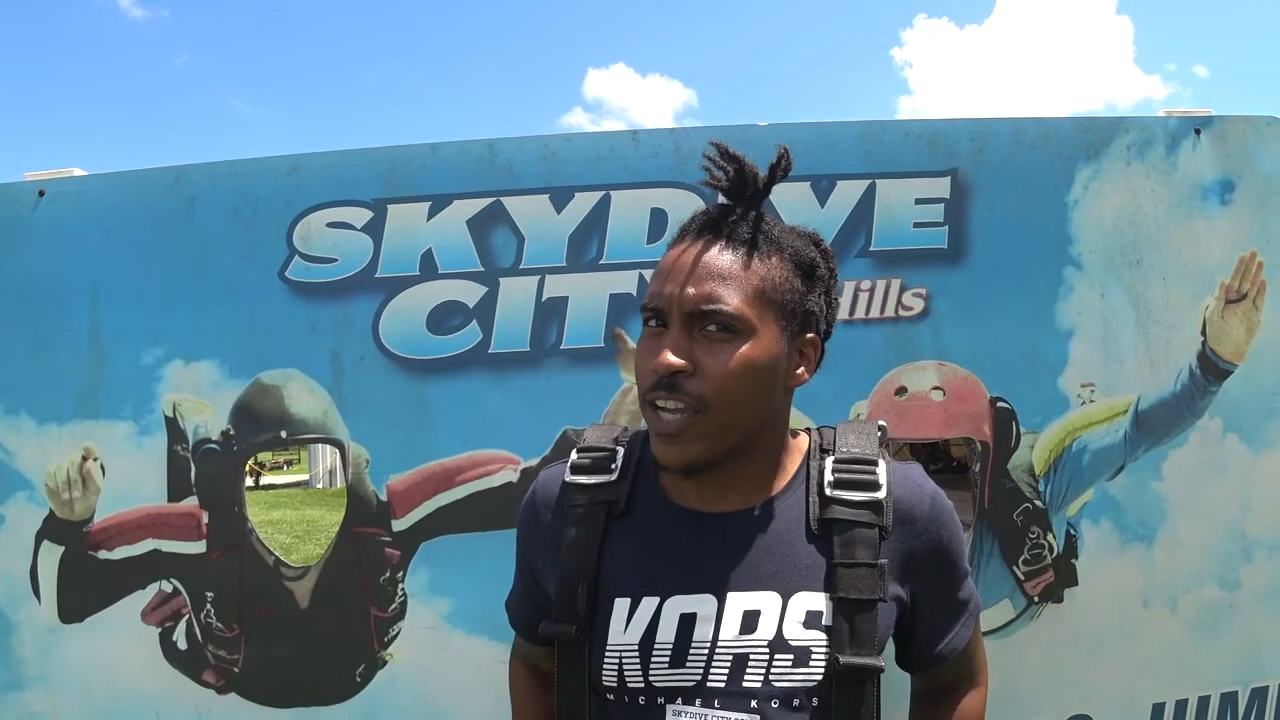 SKYDIVE
CITY
Hills
KORS
MICHAEL KORS
SKYDIVE CITY